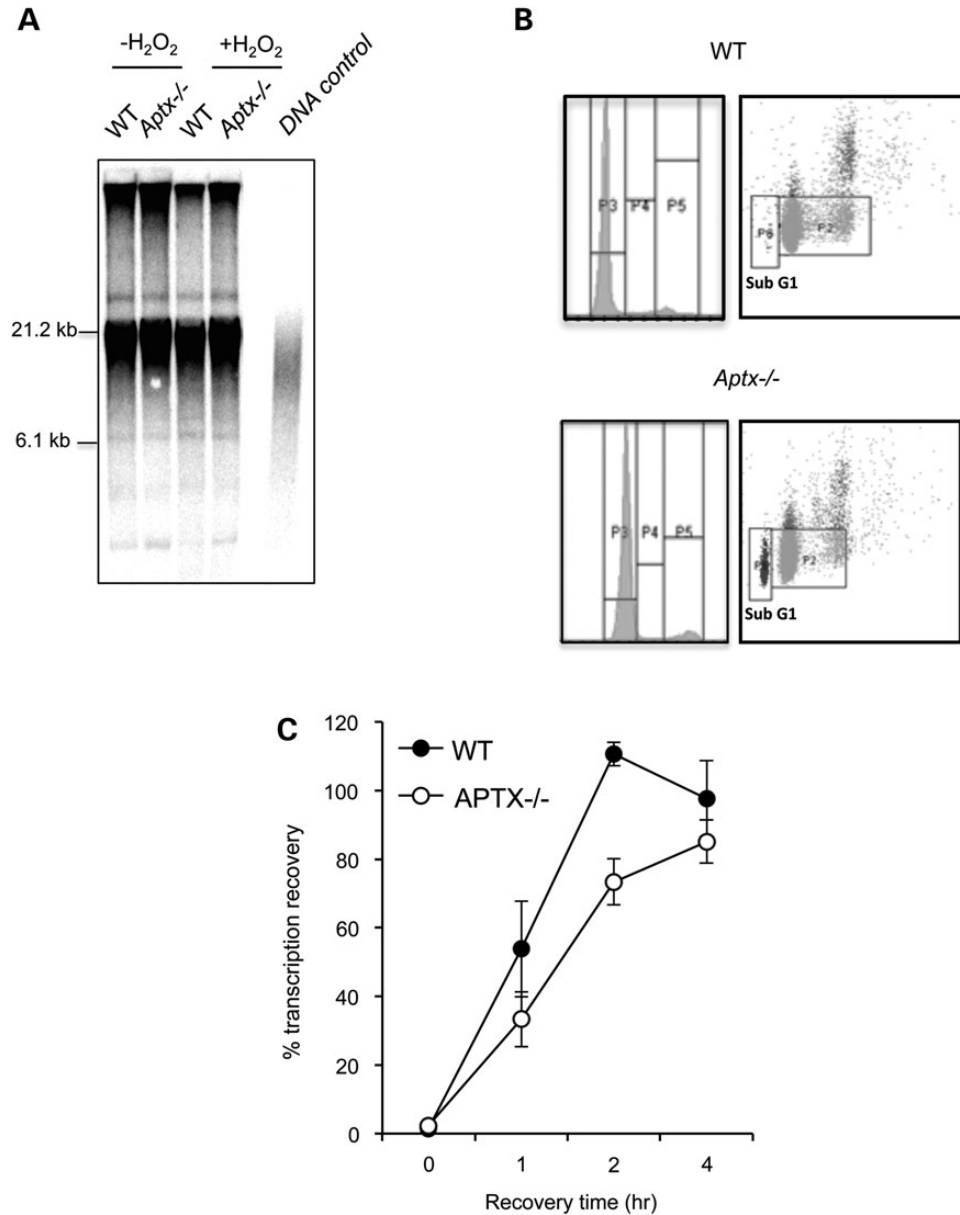 A
-H₂O₂
+H₂O₂
WT
Aptx-/-
WT
Aptx-/-
DNA control
21.2 kb
6.1 kb
B
WT
P3
P4
P5
P6
P2
Sub G1
Aptx-/-
P3
P4
P5
P2
Sub G1
C
120
100
80
60
40
20
0
% transcription recovery
WT
APTX-/-
0
1
2
4
Recovery time (hr)